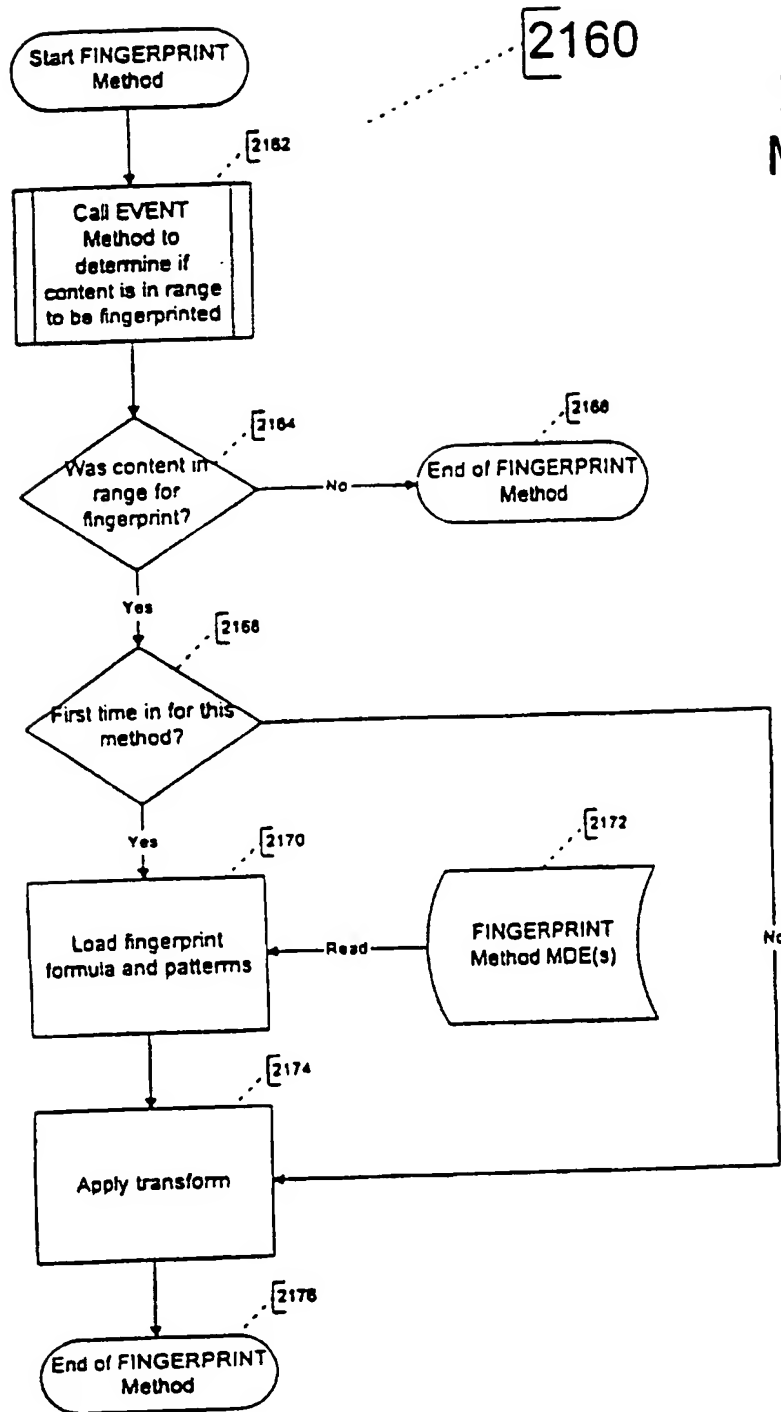 2160
Start FINGERPRINT
Method
2162
Call EVENT
Method to
determine if
content is in range
to be fingerprinted
2164
Was content in
range for
fingerprint?
No
2166
End of FINGERPRINT
Method
Yes
2168
First time in for this
method?
No
Yes
2170
Load fingerprint
formula and patterms
Read
2172
FINGERPRINT
Method MDE(s)
2174
Apply transform
2176
End of FINGERPRINT
Method